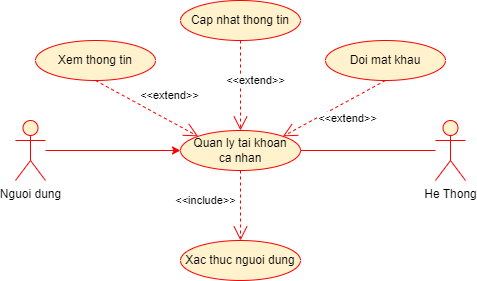 Cap nhat thong tin
Xem thong tin
Doi mat khau
<<extend>>
<<extend>>
<<extend>>
Quan ly tai khoan
ca nhan
Nguoi dung
He Thong
<<include>>
Xac thuc nguoi dung